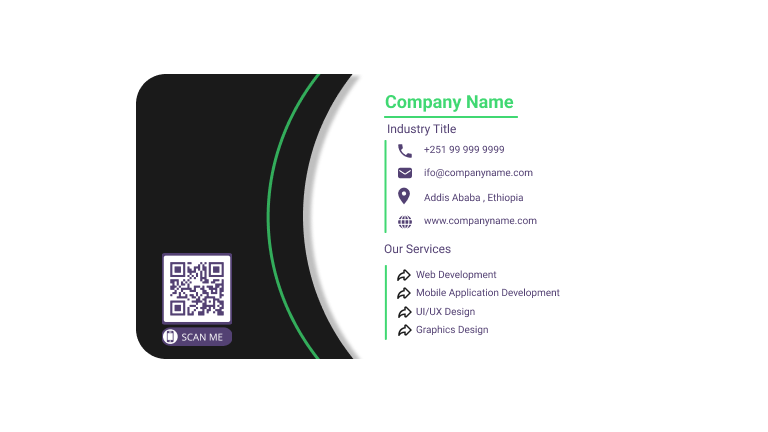 Company Name
Industry Title
+251 99 999 9999
ifo@companyname.com
Addis Ababa , Ethiopia
www.companyname.com
Our Services
Web Development
Mobile Application Development
UI/UX Design
Graphics Design
SCAN ME